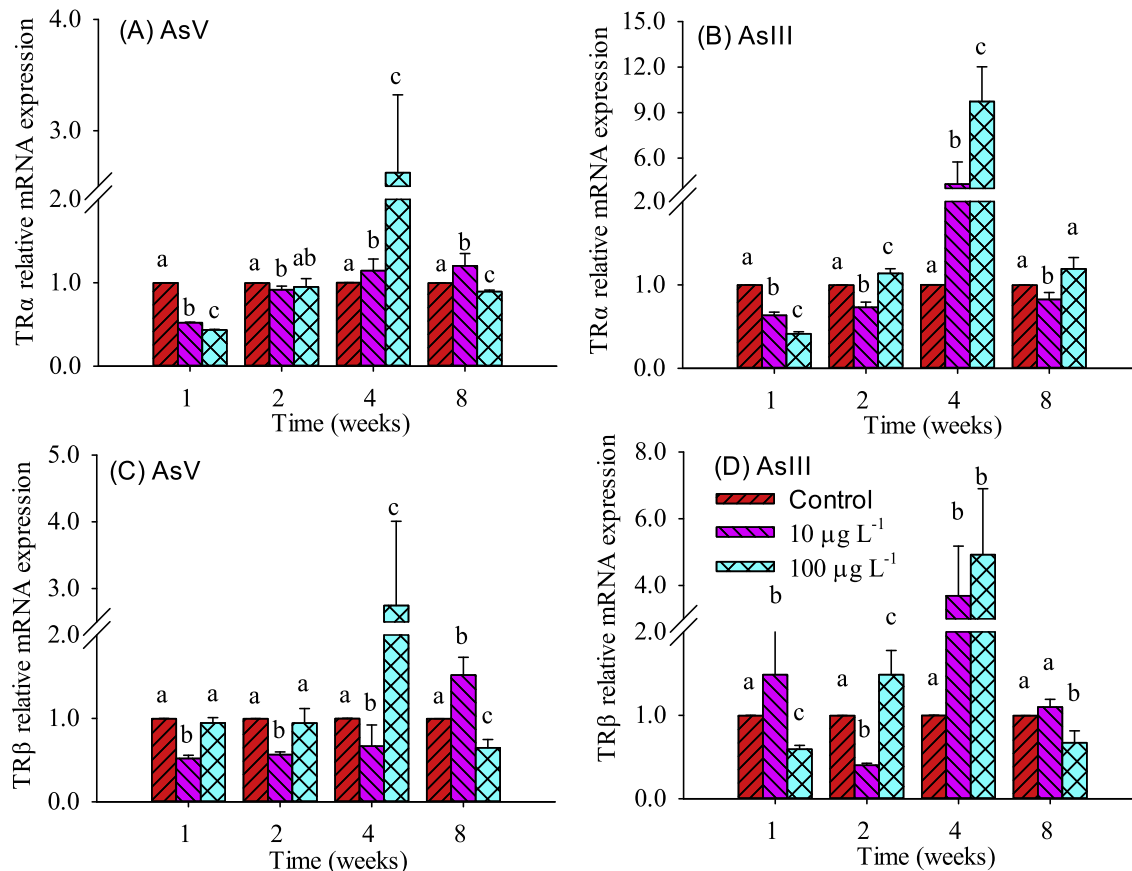 (A) AsV
TRα relative mRNA expression
4.0
3.0
2.0
1.0
0.0
a b c
a b ab
a b c
a b c
1 2 4 8
Time (weeks)
(B) AsIII
TRα relative mRNA expression
15.0
12.0
9.0
6.0
2.0
1.0
0.0
a b c
a b c
a b c
a b a
1 2 4 8
Time (weeks)
(C) AsV
TRβ relative mRNA expression
5.0
4.0
3.0
2.0
1.0
0.0
a b a
a b a
a b c
a b c
1 2 4 8
Time (weeks)
(D) AsIII
Control
10 µg L⁻¹
100 µg L⁻¹
TRβ relative mRNA expression
8.0
6.0
4.0
2.0
1.0
0.0
a b c
a b c
a b b
a a b
1 2 4 8
Time (weeks)